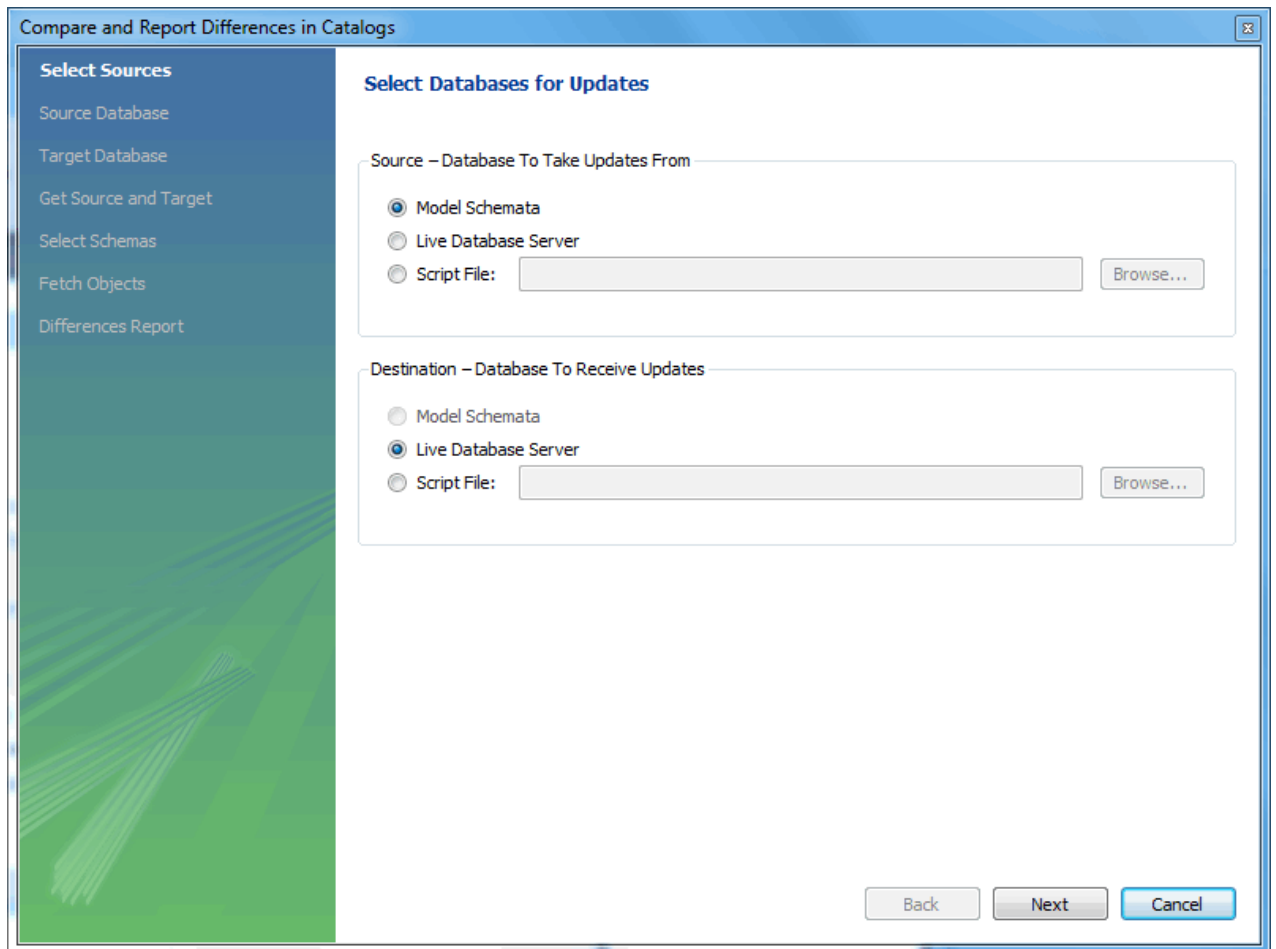 Compare and Report Differences in Catalogs
Select Sources
Source Database
Target Database
Get Source and Target
Select Schemas
Fetch Objects
Differences Report
Select Databases for Updates
Source – Database To Take Updates From
Model Schemata
Live Database Server
Script File: Browse...
Destination – Database To Receive Updates
Model Schemata
Live Database Server
Script File: Browse...
Back Next Cancel